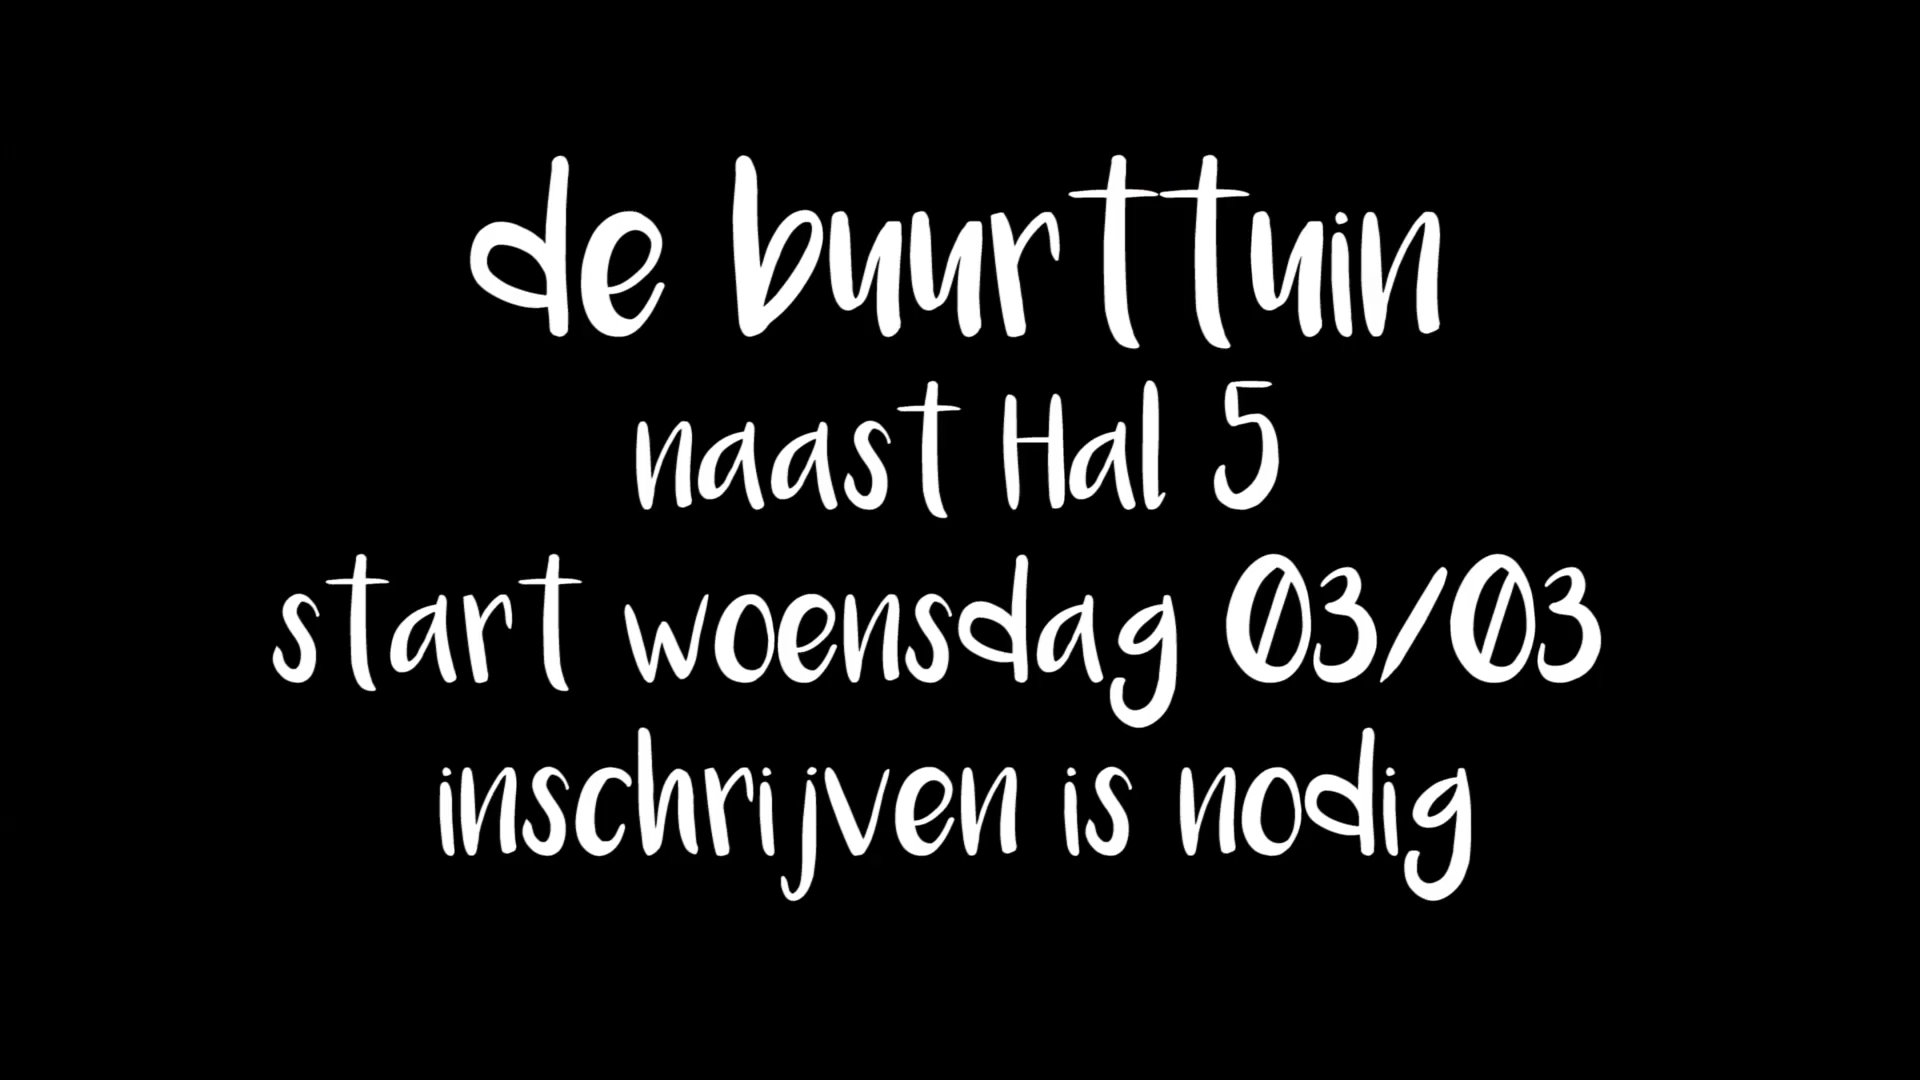 de buurttuin
naast Hal 5
start woensdag 03/03
inschrijven is nodig